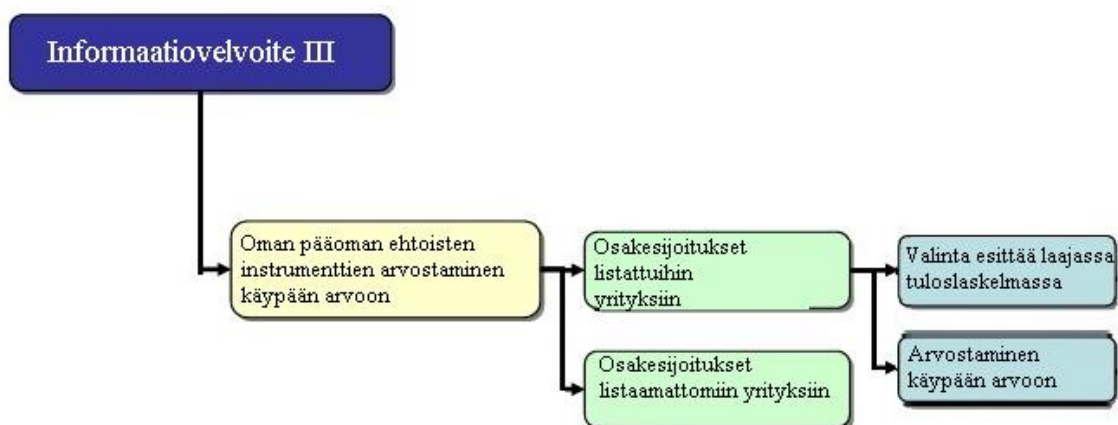 Informaatiovelvoite III
Oman pääoman ehtoisten
instrumenttien arvostaminen
käypään arvoon
Osakesijoitukset
listattuihin
yrityksiin
Osakesijoitukset
listaamattomiin yrityksiin
Valinta esittää laajassa
tuloslaskelmassa
Arvostaminen
käypään arvoon